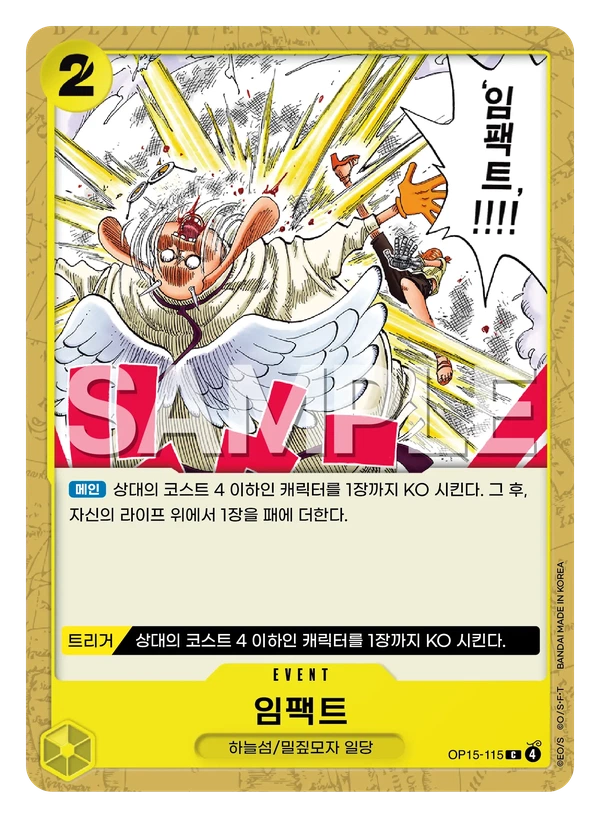 2
‘임팩트,
!!!!
SAMPLE
메인 상대의 코스트 4 이하인 캐릭터를 1장까지 KO 시킨다. 그 후,
자신의 라이프 위에서 1장을 패에 더한다.
트리거 상대의 코스트 4 이하인 캐릭터를 1장까지 KO 시킨다.
EVENT
임팩트
하늘섬/밀짚모자 일당
OP15-115 C 4
©EO/S ©O/S·F·T BANDAI MADE IN KOREA